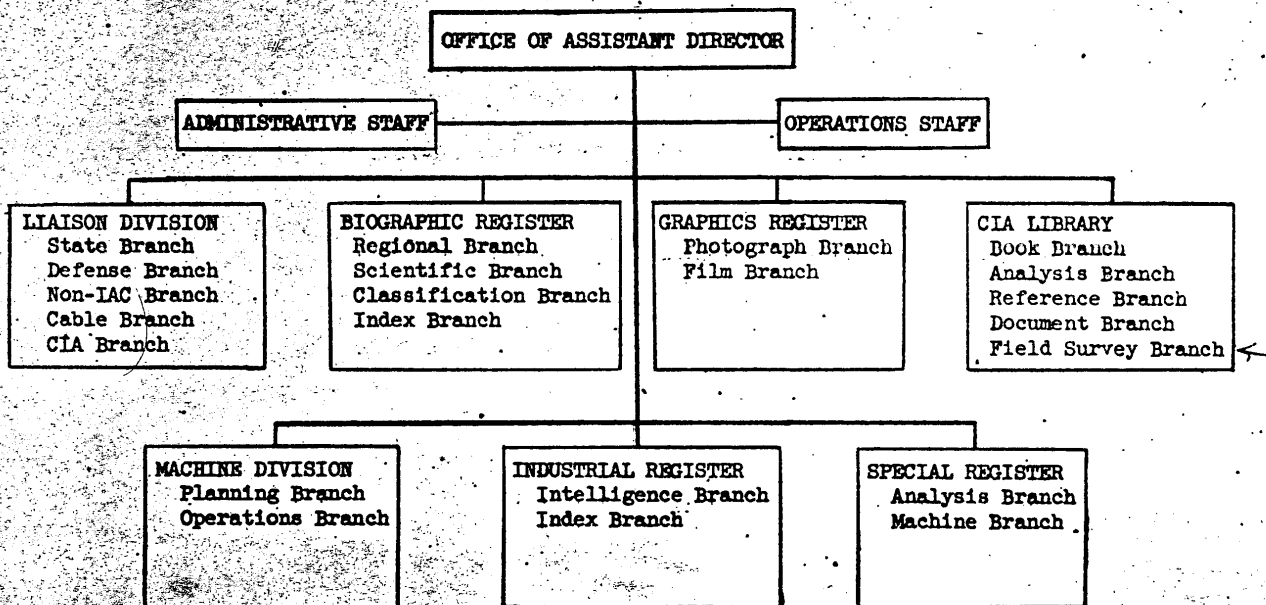 OFFICE OF ASSISTANT DIRECTOR
ADMINISTRATIVE STAFF
OPERATIONS STAFF
LIAISON DIVISION
State Branch
Defense Branch
Non-IAC Branch
Cable Branch
CIA Branch
BIOGRAPHIC REGISTER
Regional Branch
Scientific Branch
Classification Branch
Index Branch
GRAPHICS REGISTER
Photograph Branch
Film Branch
CIA LIBRARY
Book Branch
Analysis Branch
Reference Branch
Document Branch
Field Survey Branch
MACHINE DIVISION
Planning Branch
Operations Branch
INDUSTRIAL REGISTER
Intelligence Branch
Index Branch
SPECIAL REGISTER
Analysis Branch
Machine Branch